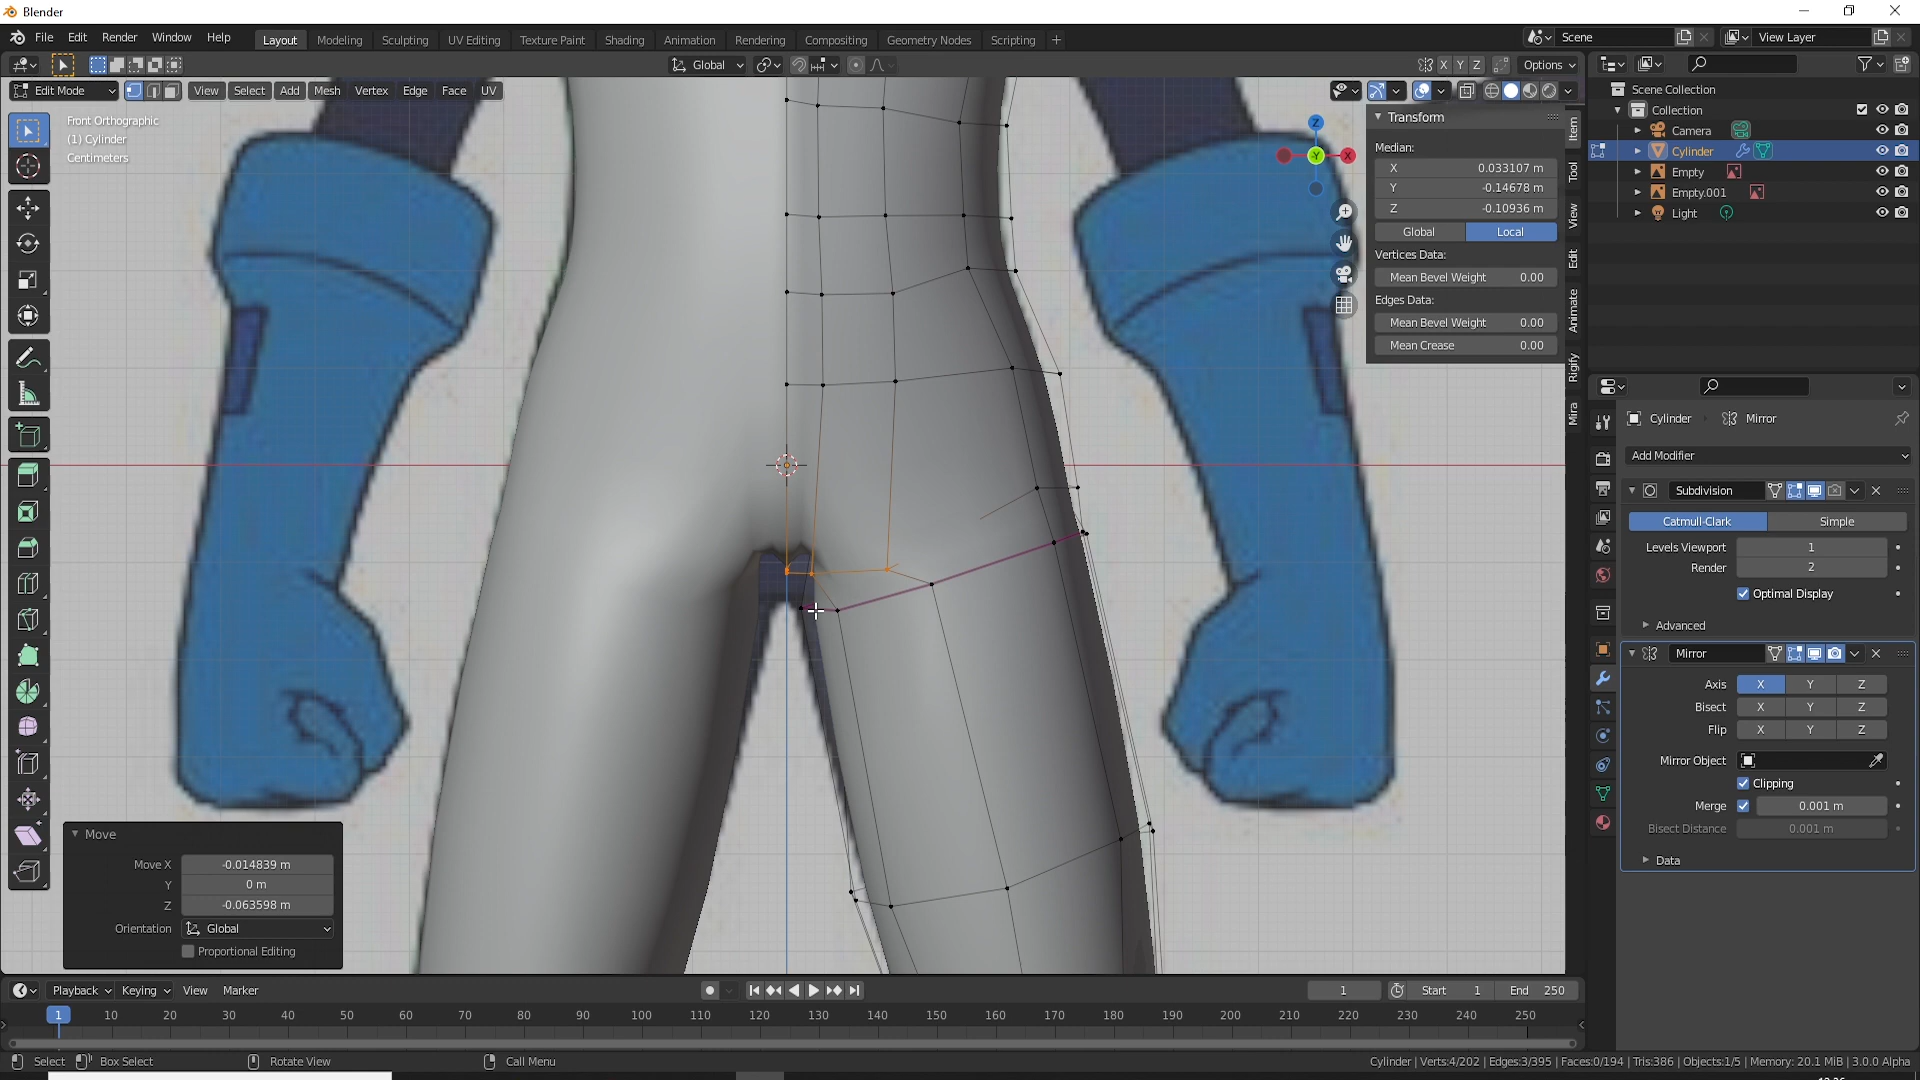 Blender
File Edit Render Window Help
Layout Modeling Sculpting UV Editing Texture Paint Shading Animation Rendering Compositing Geometry Nodes Scripting +
Scene
View Layer
Global
X Y Z
Options
Edit Mode
View Select Add Mesh Vertex Edge Face UV
Front Orthographic
(1) Cylinder
Centimeters
Z
Y
X
Transform
Median:
X 0.033107 m
Y -0.14678 m
Z -0.10936 m
Global Local
Vertices Data:
Mean Bevel Weight 0.00
Edges Data:
Mean Bevel Weight 0.00
Mean Crease 0.00
Item
Tool
View
Edit
Animate
Rigify
Mira
Scene Collection
Collection
Camera
Cylinder
Empty
Empty.001
Light
Cylinder Mirror
Add Modifier
Subdivision
Catmull-Clark Simple
Levels Viewport 1
Render 2
Optimal Display
Advanced
Mirror
Axis X Y Z
Bisect X Y Z
Flip X Y Z
Mirror Object
Clipping
Merge 0.001 m
Bisect Distance 0.001 m
Data
Move
Move X -0.014839 m
Y 0 m
Z -0.063598 m
Orientation Global
Proportional Editing
Playback Keying View Marker
1
Start 1
End 250
1 10 20 30 40 50 60 70 80 90 100 110 120 130 140 150 160 170 180 190 200 210 220 230 240 250
Select Box Select Rotate View Call Menu
Cylinder | Verts:4/202 | Edges:3/395 | Faces:0/194 | Tris:386 | Objects:1/5 | Memory: 20.1 MiB | 3.0.0 Alpha